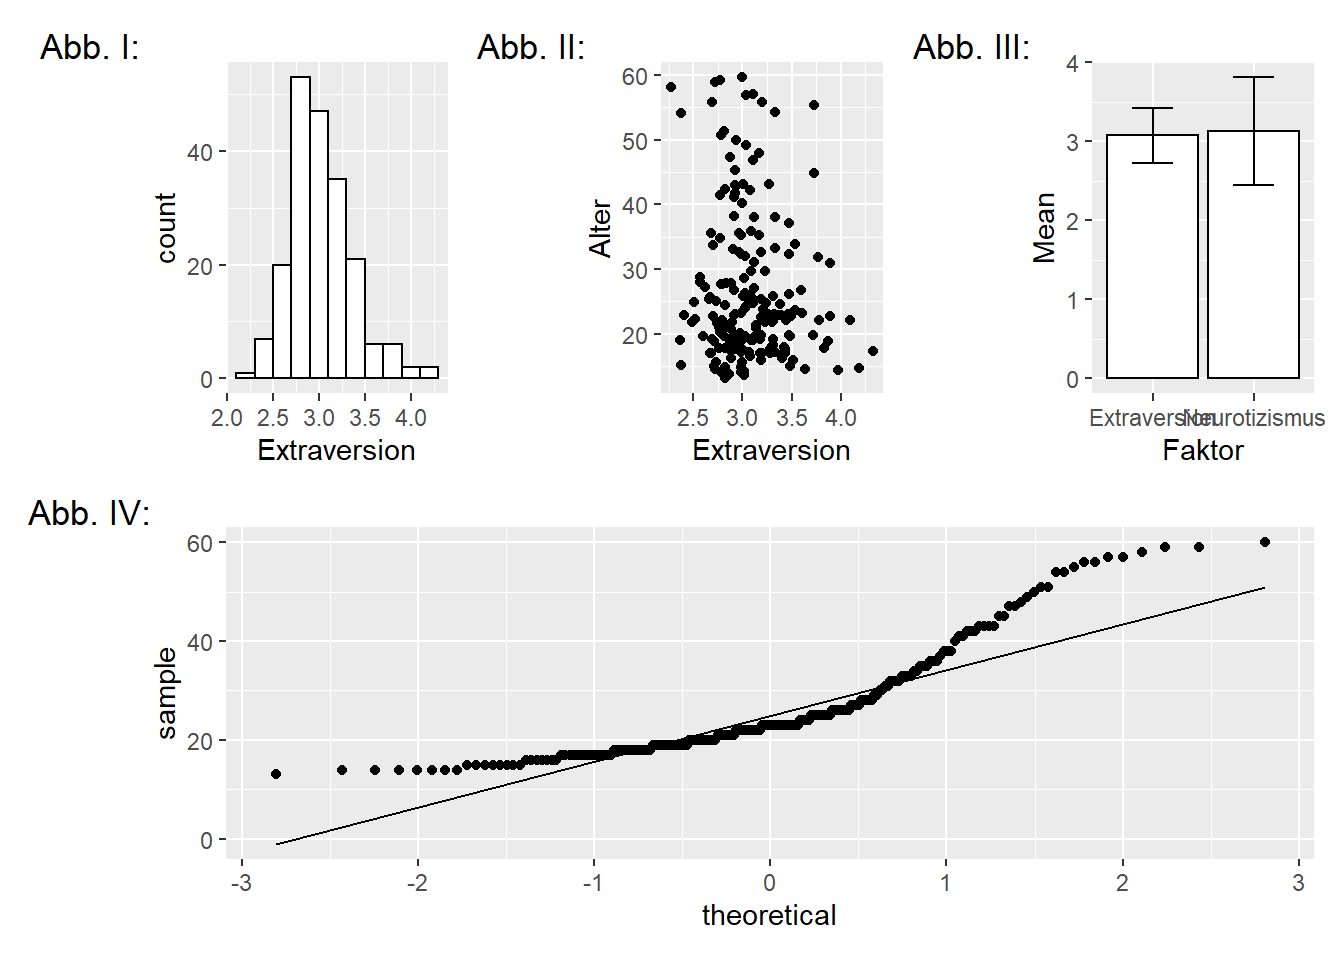 Abb. I:
count
40
20
0
2.0 2.5 3.0 3.5 4.0
Extraversion
Abb. II:
Alter
60
50
40
30
20
2.5 3.0 3.5 4.0
Extraversion
Abb. III:
Mean
4
3
2
1
0
Extraversion Neurotizismus
Faktor
Abb. IV:
sample
60
40
20
0
-3 -2 -1 0 1 2 3
theoretical